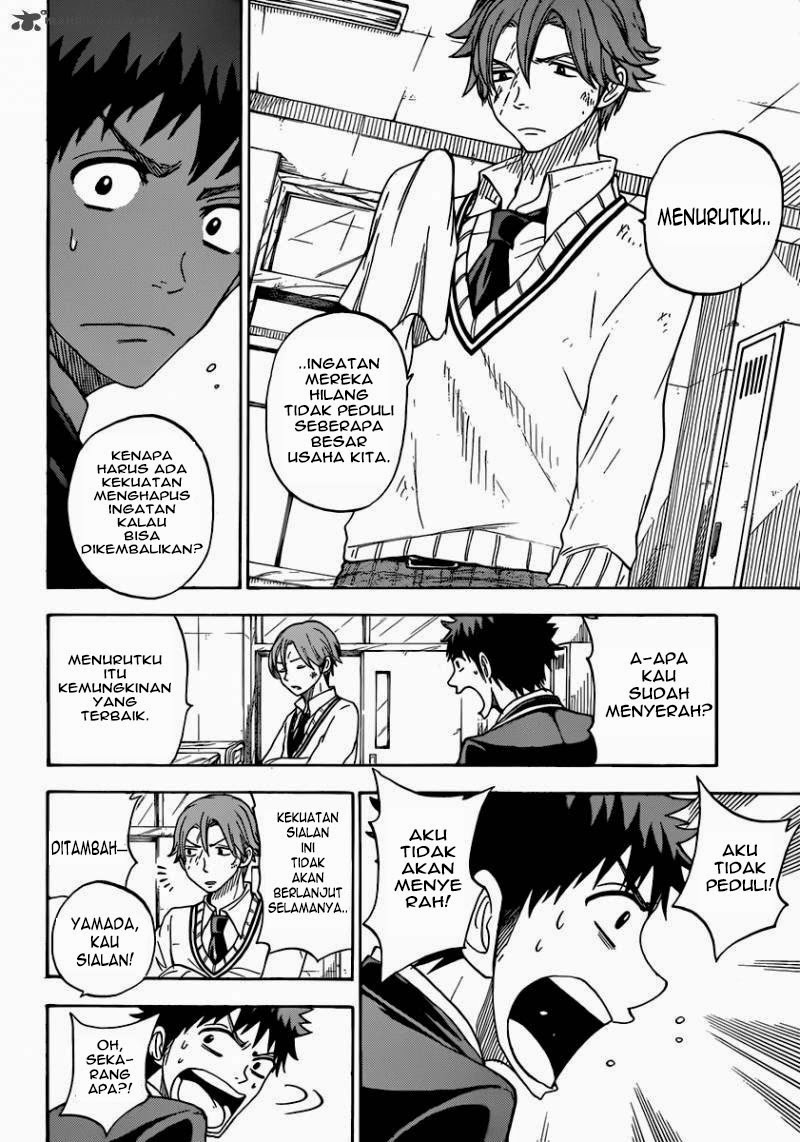 MENURUTKU..
..INGATAN
MEREKA
HILANG
TIDAK PEDULI
SEBERAPA
BESAR
USAHA KITA.
KENAPA
HARUS ADA
KEKUATAN
MENGHAPUS
INGATAN
KALAU
BISA
DIKEMBALIKAN?
A-APA
KAU
SUDAH
MENYERAH?
MENURUTKU
ITU
KEMUNGKINAN
YANG
TERBAIK.
AKU
TIDAK
PEDULI!
AKU
TIDAK
AKAN
MENYE
RAH!
KEKUATAN
SIALAN
INI
TIDAK
AKAN
BERLANJUT
SELAMANYA..
DITAMBAH—
YAMADA,
KAU
SIALAN!
OH,
SEKA-
RANG
APA?!